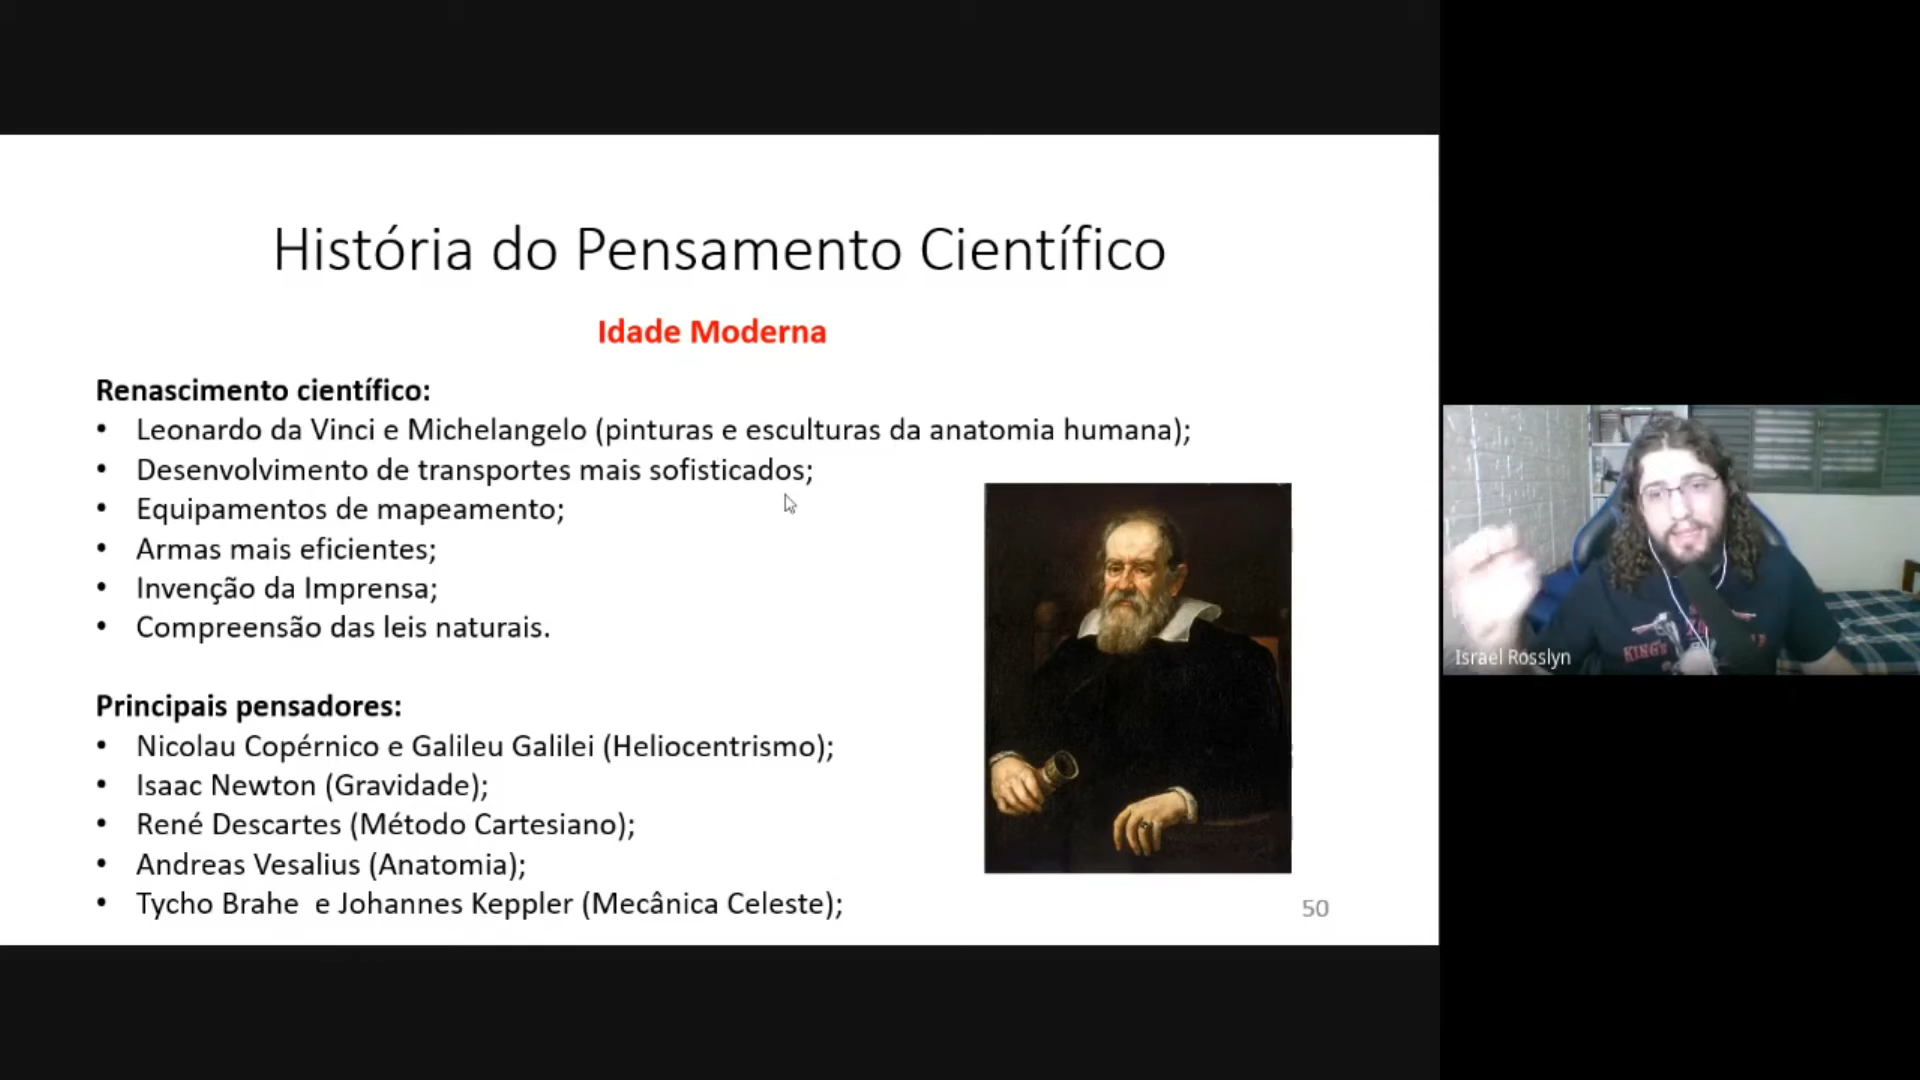 História do Pensamento Científico
Idade Moderna
Renascimento científico:
• Leonardo da Vinci e Michelangelo (pinturas e esculturas da anatomia humana);
• Desenvolvimento de transportes mais sofisticados;
• Equipamentos de mapeamento;
• Armas mais eficientes;
• Invenção da Imprensa;
• Compreensão das leis naturais.
Principais pensadores:
• Nicolau Copérnico e Galileu Galilei (Heliocentrismo);
• Isaac Newton (Gravidade);
• René Descartes (Método Cartesiano);
• Andreas Vesalius (Anatomia);
• Tycho Brahe  e Johannes Keppler (Mecânica Celeste);
50
KING's
Israel Rosslyn